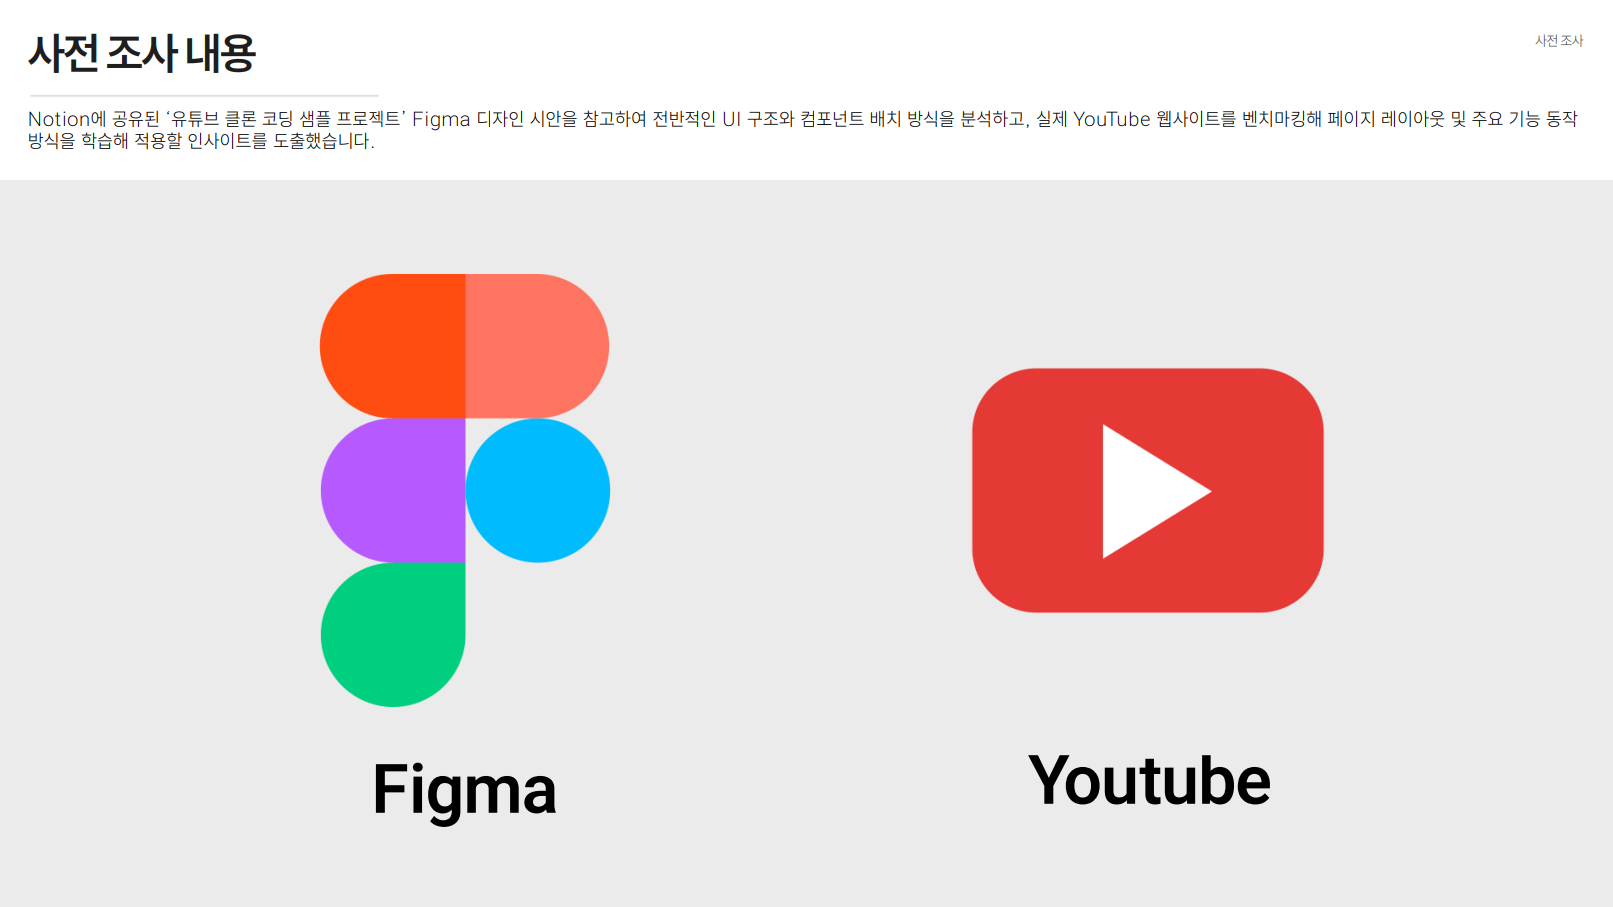 사전 조사 내용
사전 조사
Notion에 공유된 ‘유튜브 클론 코딩 샘플 프로젝트’ Figma 디자인 시안을 참고하여 전반적인 UI 구조와 컴포넌트 배치 방식을 분석하고, 실제 YouTube 웹사이트를 벤치마킹해 페이지 레이아웃 및 주요 기능 동작
방식을 학습해 적용할 인사이트를 도출했습니다.
Figma
Youtube